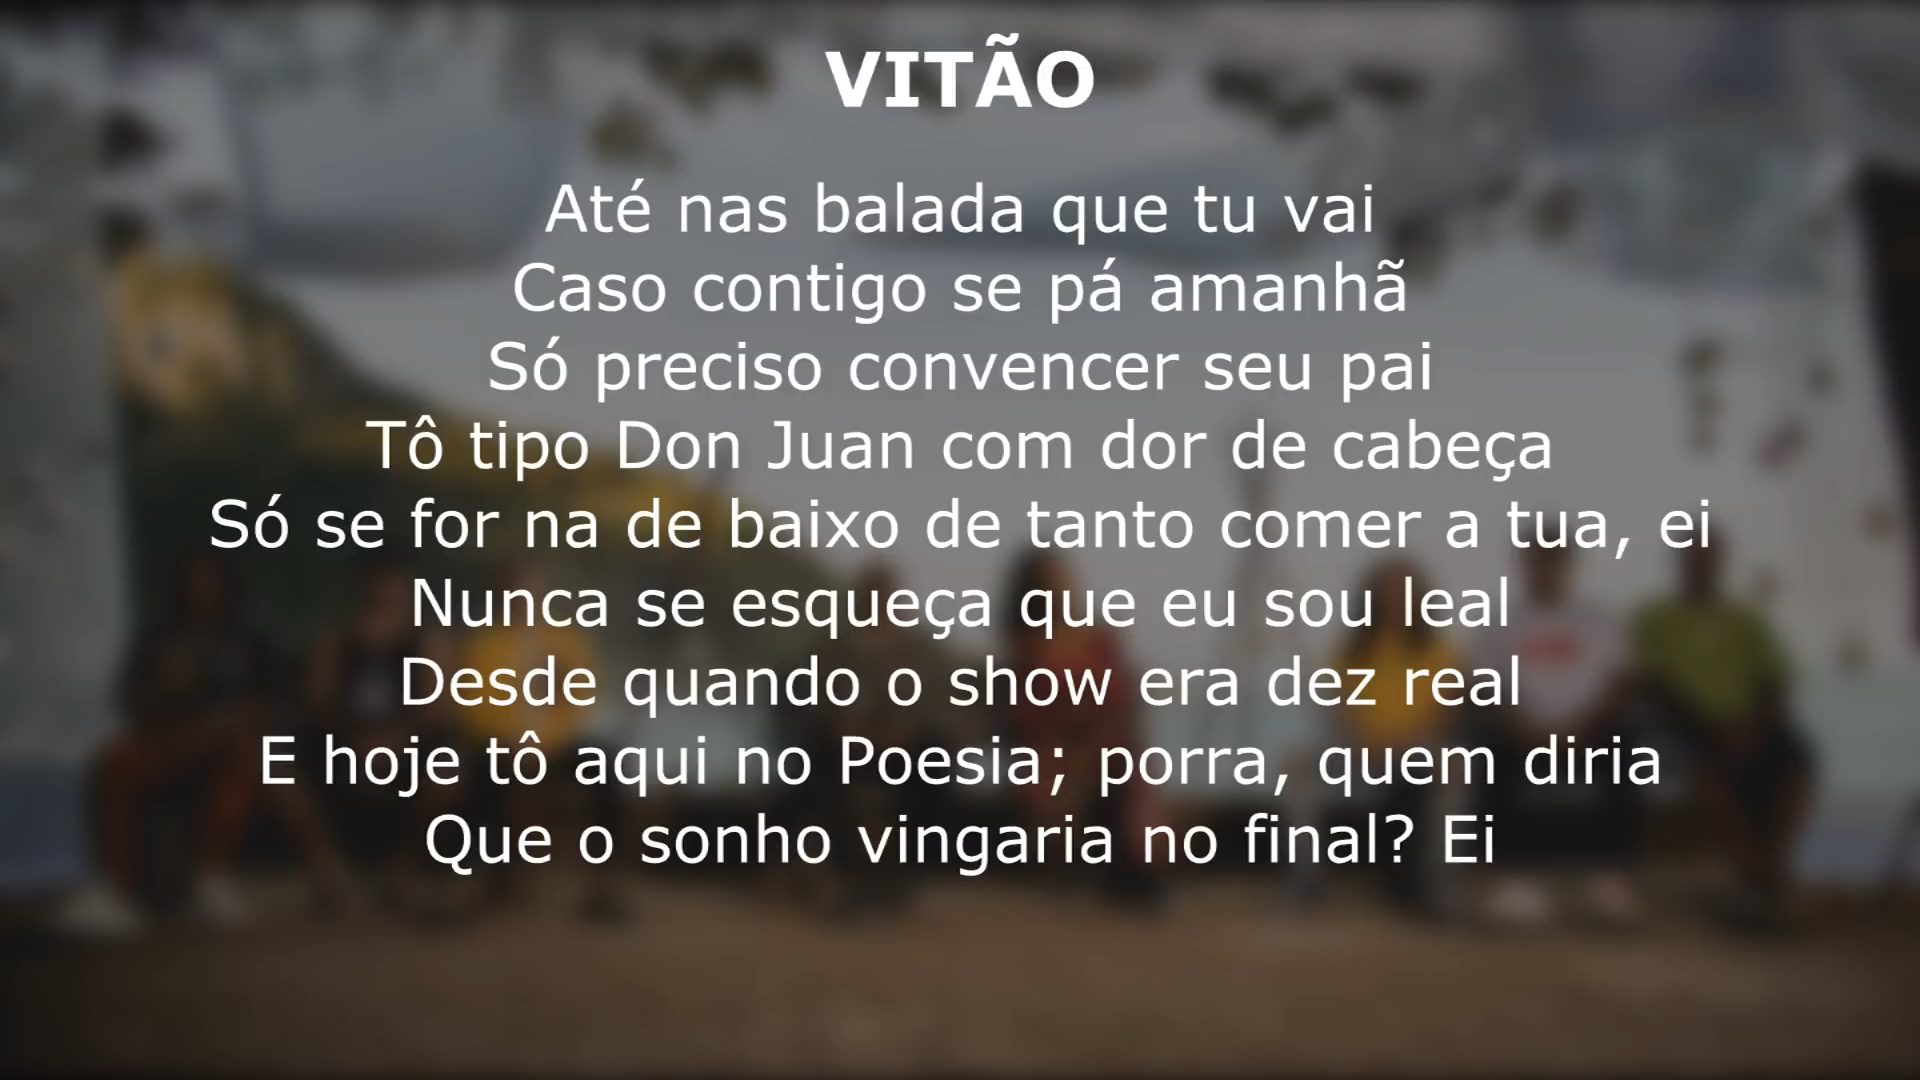 VITÃO
Até nas balada que tu vai
Caso contigo se pá amanhã
Só preciso convencer seu pai
Tô tipo Don Juan com dor de cabeça
Só se for na de baixo de tanto comer a tua, ei
Nunca se esqueça que eu sou leal
Desde quando o show era dez real
E hoje tô aqui no Poesia; porra, quem diria
Que o sonho vingaria no final? Ei